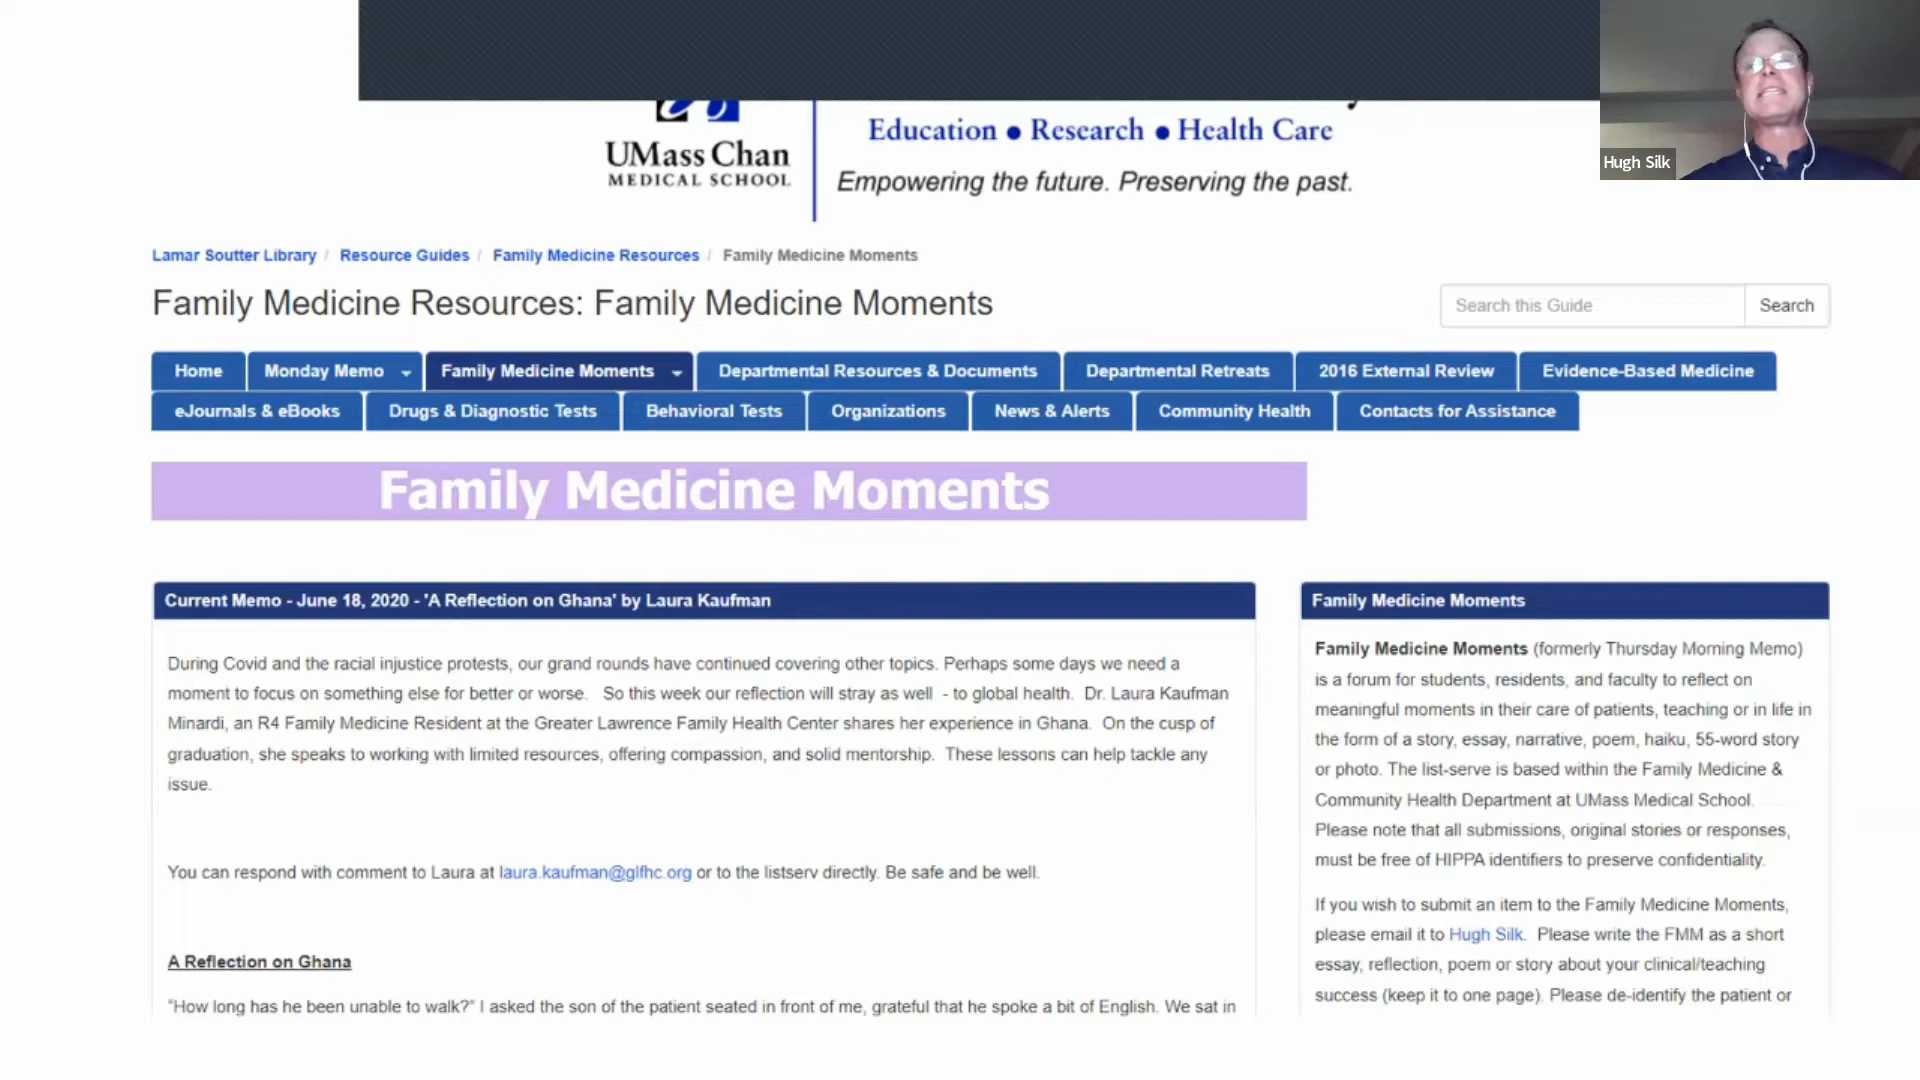 Hugh Silk
UMass Chan
MEDICAL SCHOOL
Education ● Research ● Health Care
Empowering the future. Preserving the past.
Lamar Soutter Library / Resource Guides / Family Medicine Resources / Family Medicine Moments
Family Medicine Resources: Family Medicine Moments
Search this Guide Search
Home Monday Memo Family Medicine Moments Departmental Resources & Documents Departmental Retreats 2016 External Review Evidence-Based Medicine
eJournals & eBooks Drugs & Diagnostic Tests Behavioral Tests Organizations News & Alerts Community Health Contacts for Assistance
Family Medicine Moments
Current Memo - June 18, 2020 - 'A Reflection on Ghana' by Laura Kaufman
During Covid and the racial injustice protests, our grand rounds have continued covering other topics. Perhaps some days we need a
moment to focus on something else for better or worse. So this week our reflection will stray as well - to global health. Dr. Laura Kaufman
Minardi, an R4 Family Medicine Resident at the Greater Lawrence Family Health Center shares her experience in Ghana. On the cusp of
graduation, she speaks to working with limited resources, offering compassion, and solid mentorship. These lessons can help tackle any
issue.
You can respond with comment to Laura at laura.kaufman@glfhc.org or to the listserv directly. Be safe and be well.
A Reflection on Ghana
"How long has he been unable to walk?" I asked the son of the patient seated in front of me, grateful that he spoke a bit of English. We sat in
Family Medicine Moments
Family Medicine Moments (formerly Thursday Morning Memo)
is a forum for students, residents, and faculty to reflect on
meaningful moments in their care of patients, teaching or in life in
the form of a story, essay, narrative, poem, haiku, 55-word story
or photo. The list-serve is based within the Family Medicine &
Community Health Department at UMass Medical School.
Please note that all submissions, original stories or responses,
must be free of HIPPA identifiers to preserve confidentiality.
If you wish to submit an item to the Family Medicine Moments,
please email it to Hugh Silk. Please write the FMM as a short
essay, reflection, poem or story about your clinical/teaching
success (keep it to one page). Please de-identify the patient or